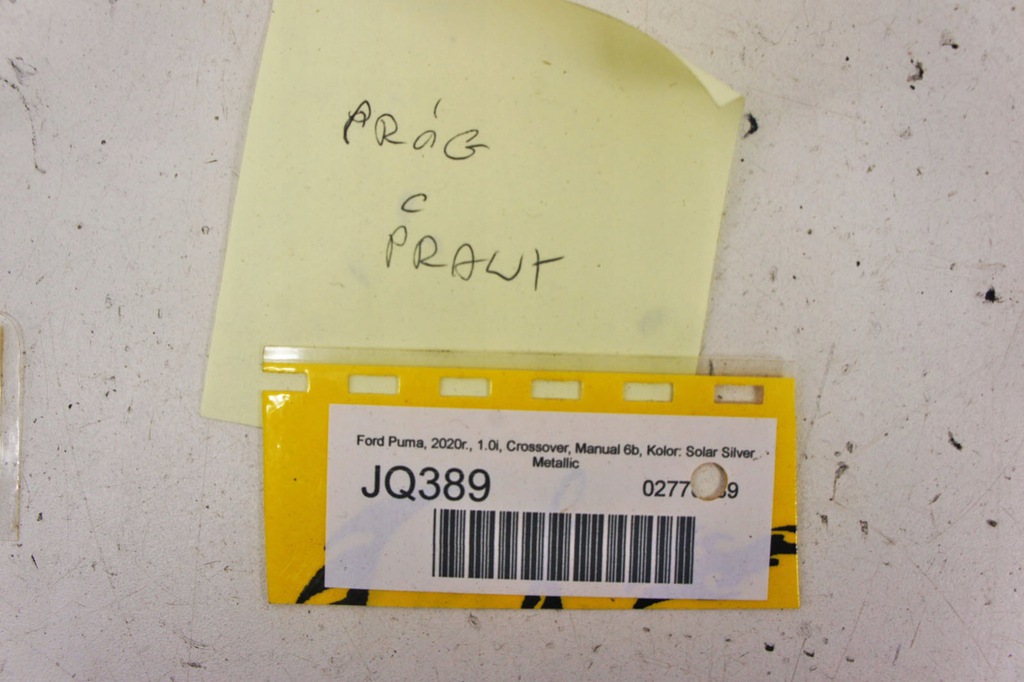 PRÓG
C
PRAWY
Ford Puma, 2020r., 1.0i, Crossover, Manual 6b, Kolor: Solar Silver
Metallic
JQ389